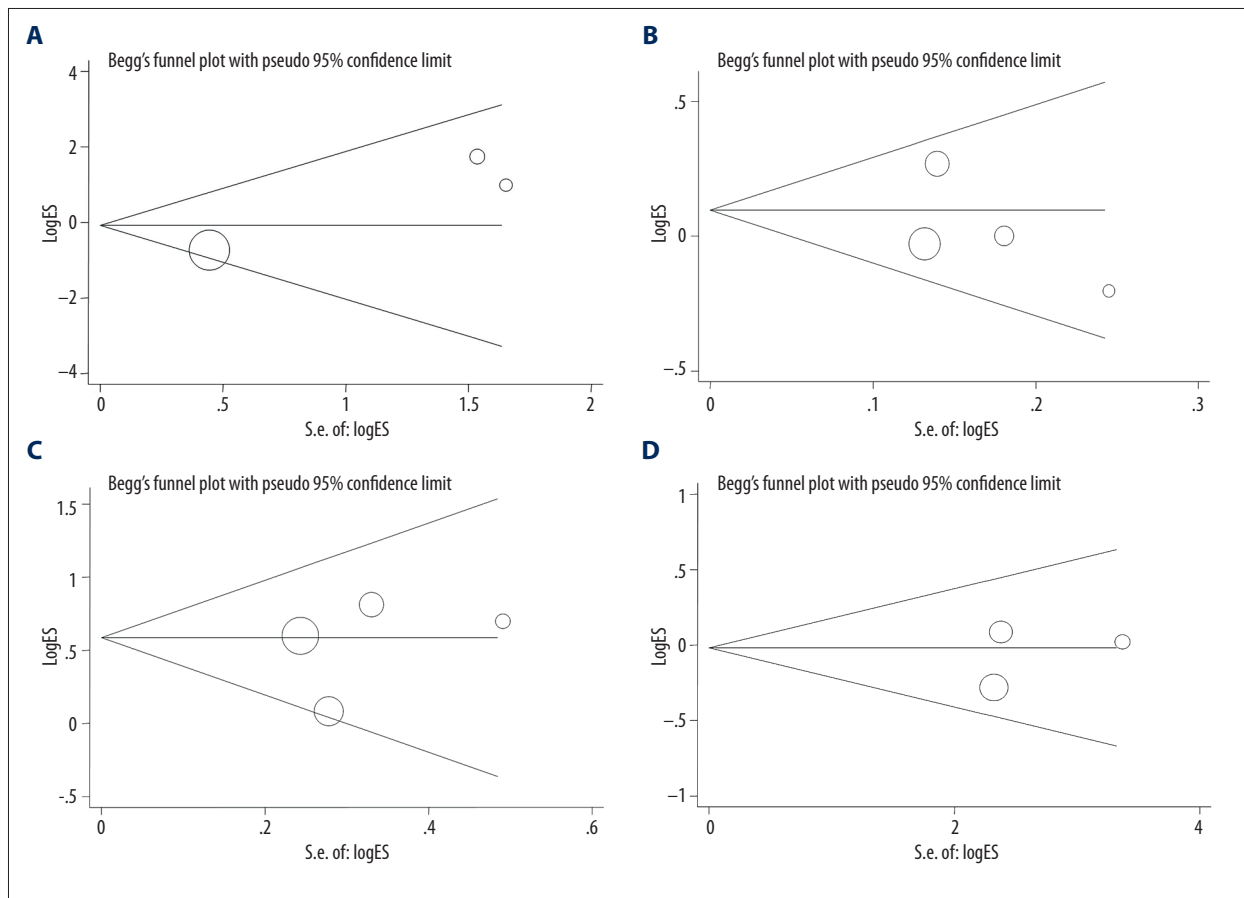 A
Begg's funnel plot with pseudo 95% confidence limit
4
2
0
−2
−4
LogES
0
.5
1
1.5
2
S.e. of: logES
B
Begg's funnel plot with pseudo 95% confidence limit
.5
0
−.5
LogES
0
.1
.2
.3
S.e. of: logES
C
Begg's funnel plot with pseudo 95% confidence limit
1.5
1
.5
0
-.5
LogES
0
.2
.4
.6
S.e. of: logES
D
Begg's funnel plot with pseudo 95% confidence limit
1
.5
0
−.5
−1
LogES
0
2
4
S.e. of: logES